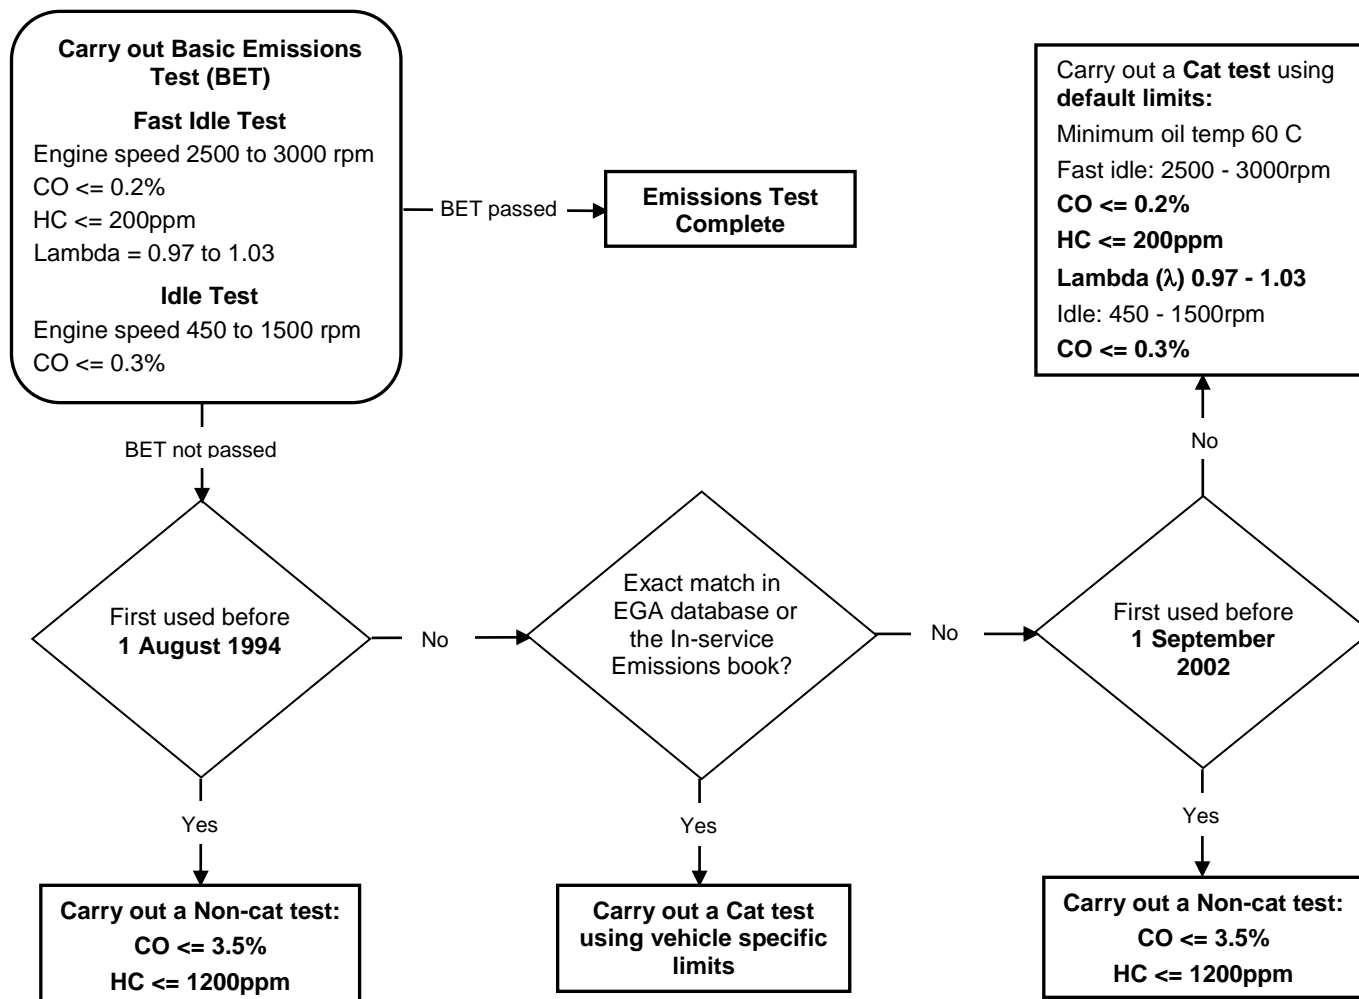 Carry out Basic Emissions
Test (BET)
Fast Idle Test
Engine speed 2500 to 3000 rpm
CO <= 0.2%
HC <= 200ppm
Lambda = 0.97 to 1.03
Idle Test
Engine speed 450 to 1500 rpm
CO <= 0.3%
BET passed
Emissions Test
Complete
Carry out a Cat test using
default limits:
Minimum oil temp 60 C
Fast idle: 2500 - 3000rpm
CO <= 0.2%
HC <= 200ppm
Lambda (λ) 0.97 - 1.03
Idle: 450 - 1500rpm
CO <= 0.3%
BET not passed
No
First used before
1 August 1994
No
Exact match in
EGA database or
the In-service
Emissions book?
No
First used before
1 September
2002
Yes
Yes
Yes
Carry out a Non-cat test:
CO <= 3.5%
HC <= 1200ppm
Carry out a Cat test
using vehicle specific
limits
Carry out a Non-cat test:
CO <= 3.5%
HC <= 1200ppm